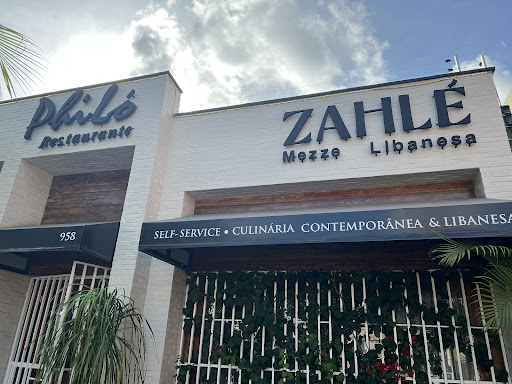 Philó
Restaurante
ZAHLÉ
Mezze Libanesa
958
SELF-SERVICE • CULINÁRIA CONTEMPORÂNEA & LIBANESA